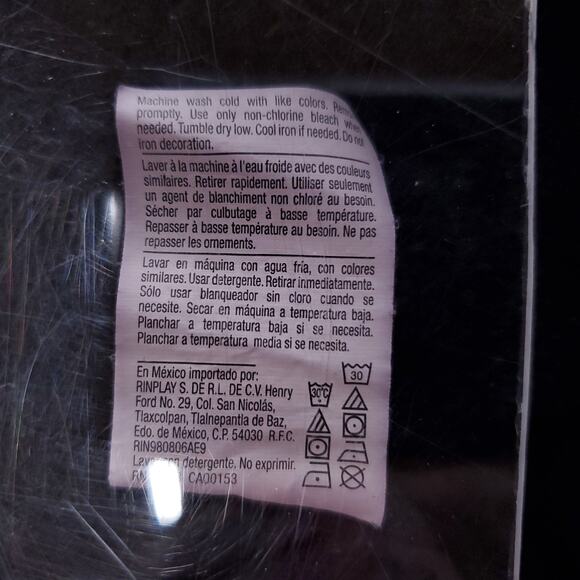 Machine wash cold with like colors.
promptly. Use only non-chlorine bleach when
needed. Tumble dry low. Cool iron if needed. Do not
iron decoration.
Laver à la machine à l'eau froide avec des couleurs
similaires. Retirer rapidement. Utiliser seulement
un agent de blanchiment non chloré au besoin.
Sécher par culbutage à basse température.
Repasser à basse température au besoin. Ne pas
repasser les ornements.
Lavar en máquina con agua fría, con colores
similares. Usar detergente. Retirar inmediatamente.
Sólo usar blanqueador sin cloro cuando se
necesite. Secar en máquina a temperatura baja.
Planchar a temperatura baja si se necesita.
Planchar a temperatura media si se necesita.
En México importado por:
RINPLAY S. DE R.L. DE C.V. Henry
Ford No. 29, Col. San Nicolás,
Tlaxcolpan, Tlalnepantla de Baz,
Edo. de México, C.P. 54030 R.F.C.
RIN980806AE9
detergente. No exprimir.
CA00153
30°C
30